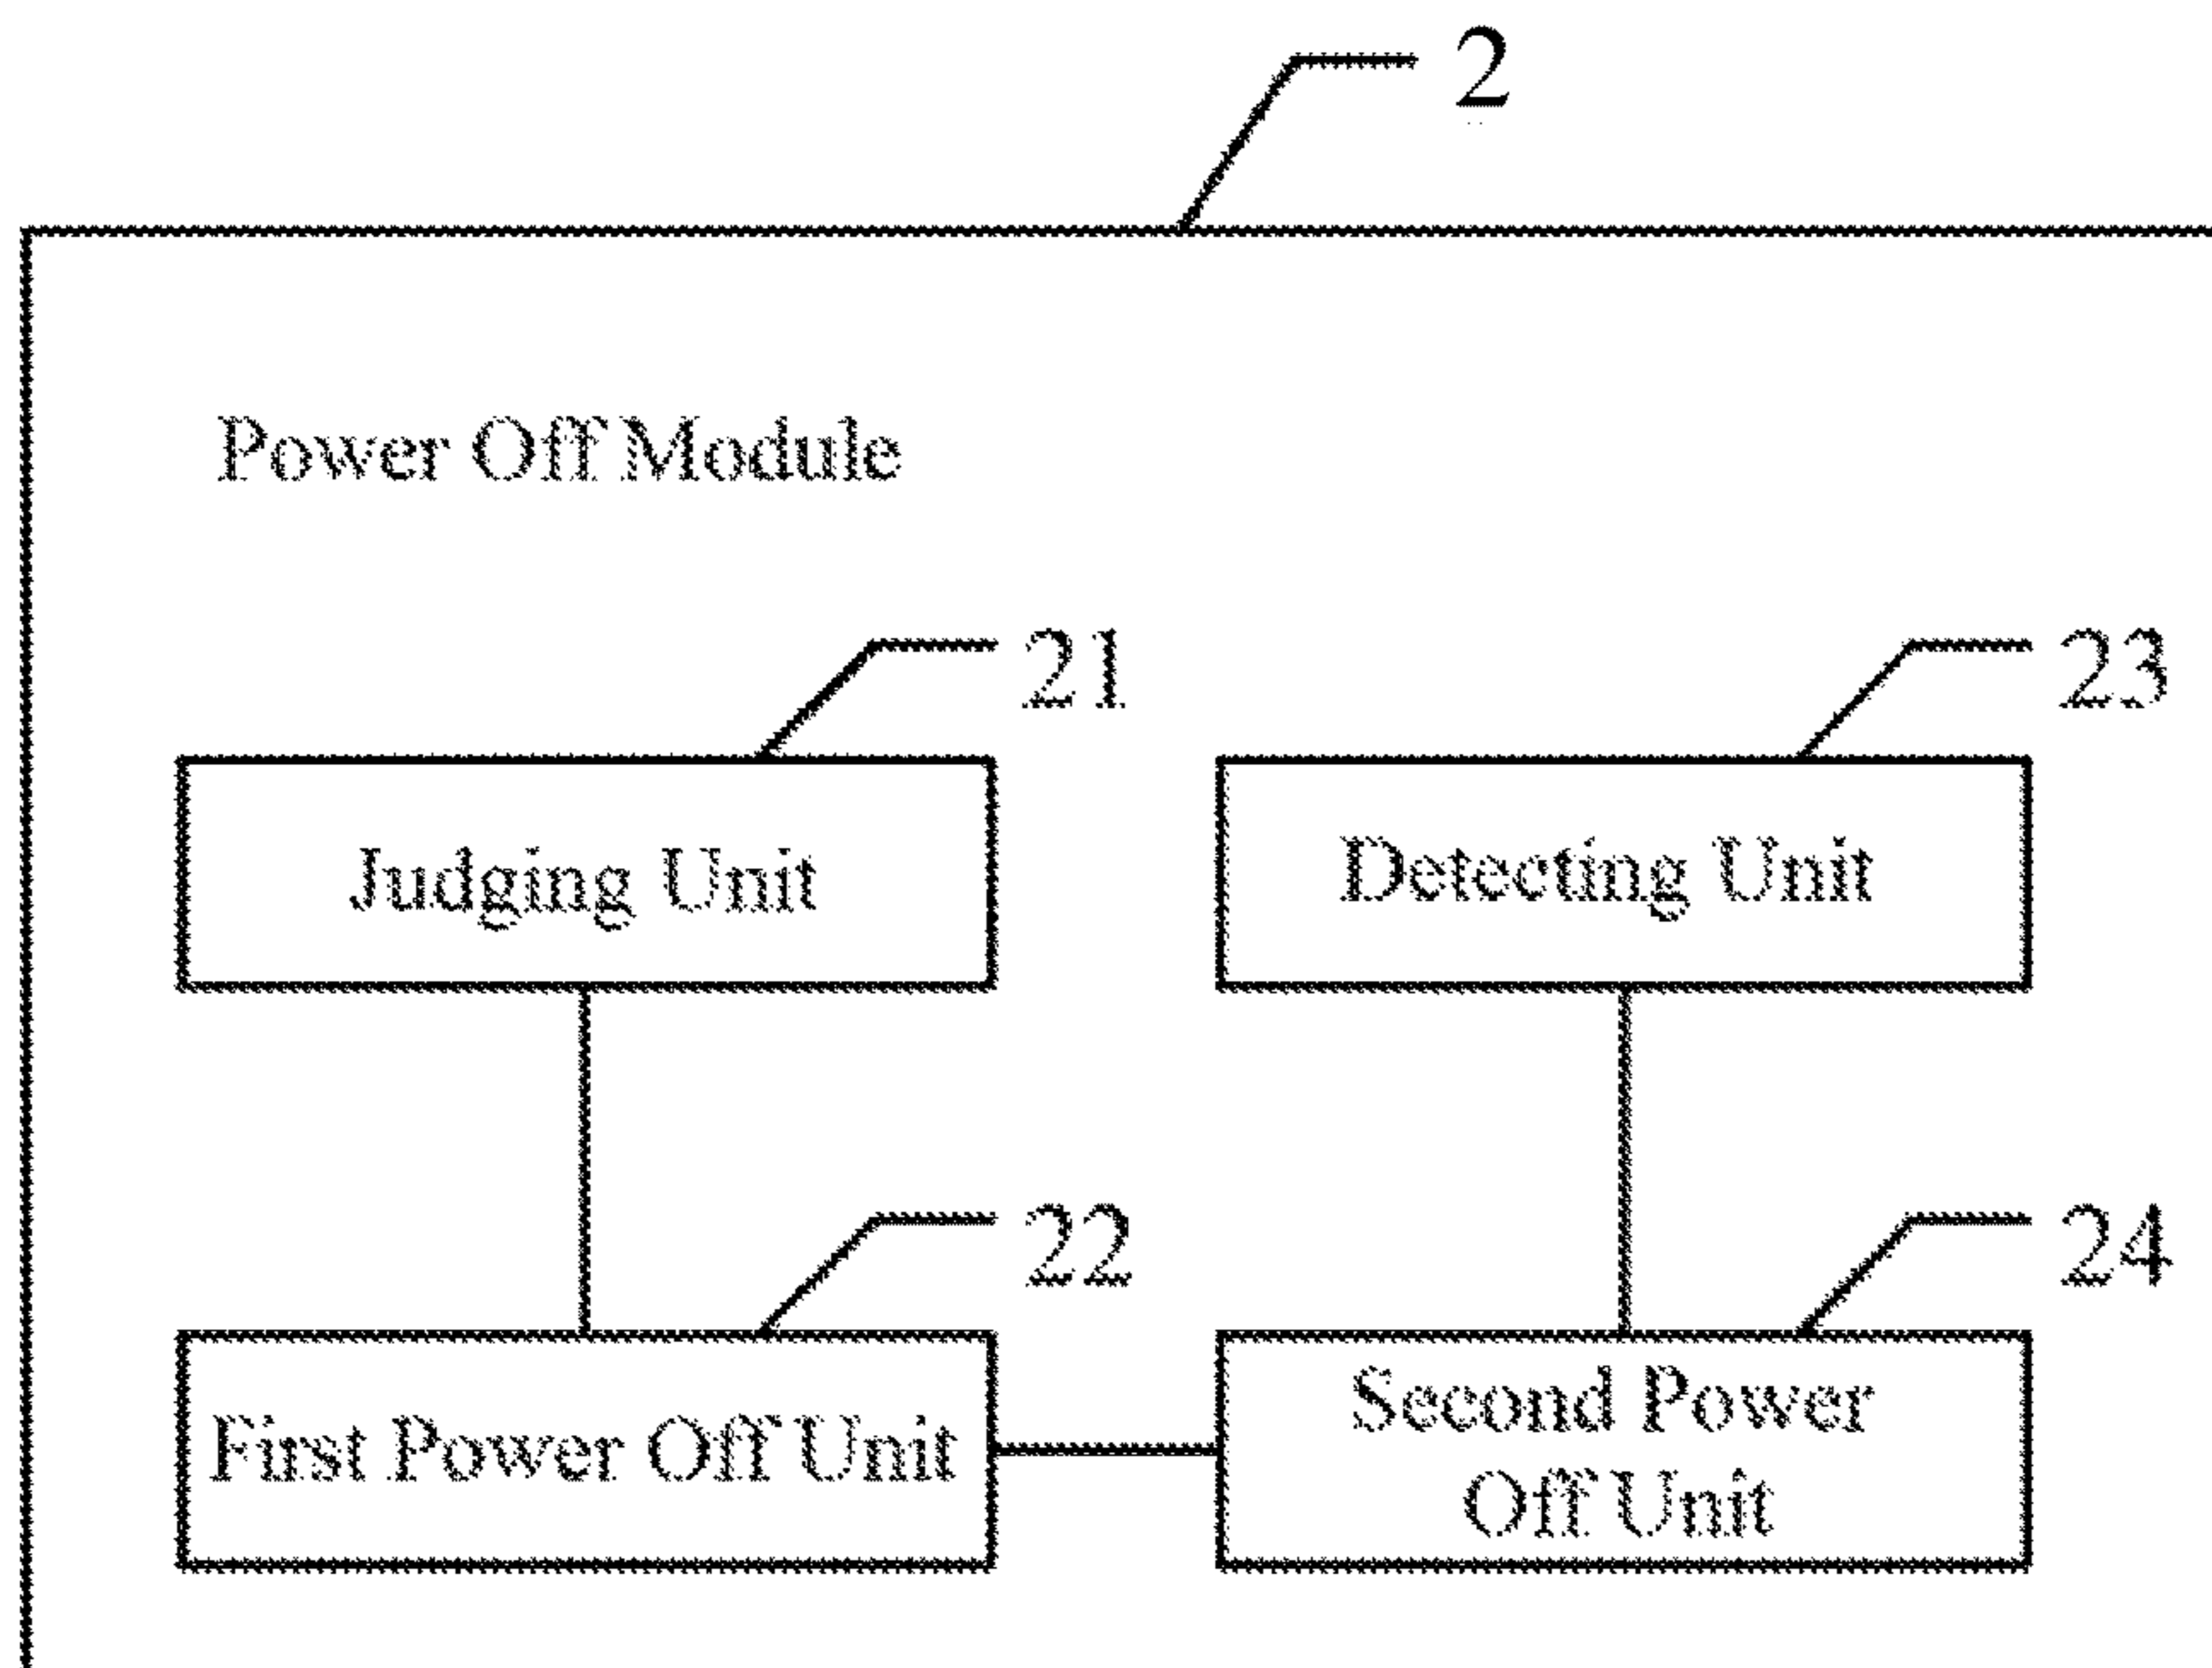 2
Power Off Module
21
23
Judging Unit
Detecting Unit
22
24
First Power Off Unit
Second Power
Off Unit